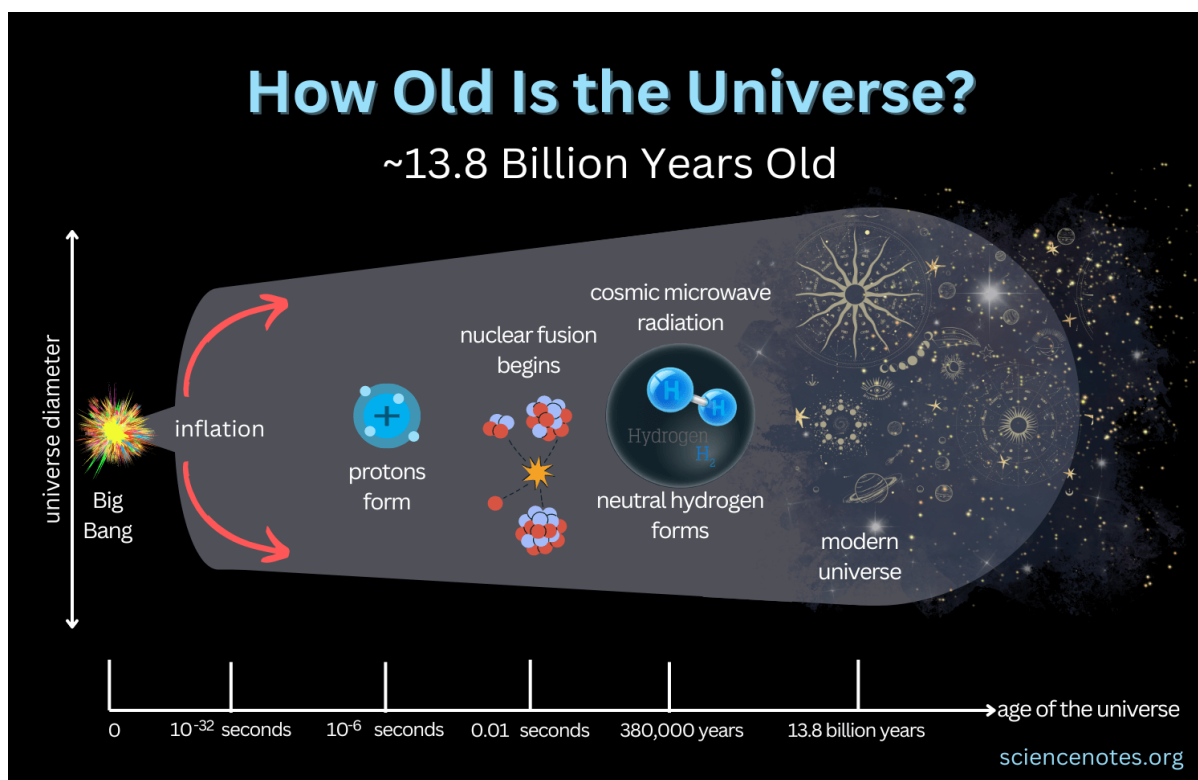 How Old Is the Universe?
~13.8 Billion Years Old
universe diameter
Big
Bang
inflation
protons
form
nuclear fusion
begins
cosmic microwave
radiation
H
H
Hydrogen
H₂
neutral hydrogen
forms
modern
universe
0
10⁻³² seconds
10⁻⁶ seconds
0.01 seconds
380,000 years
13.8 billion years
age of the universe
sciencenotes.org